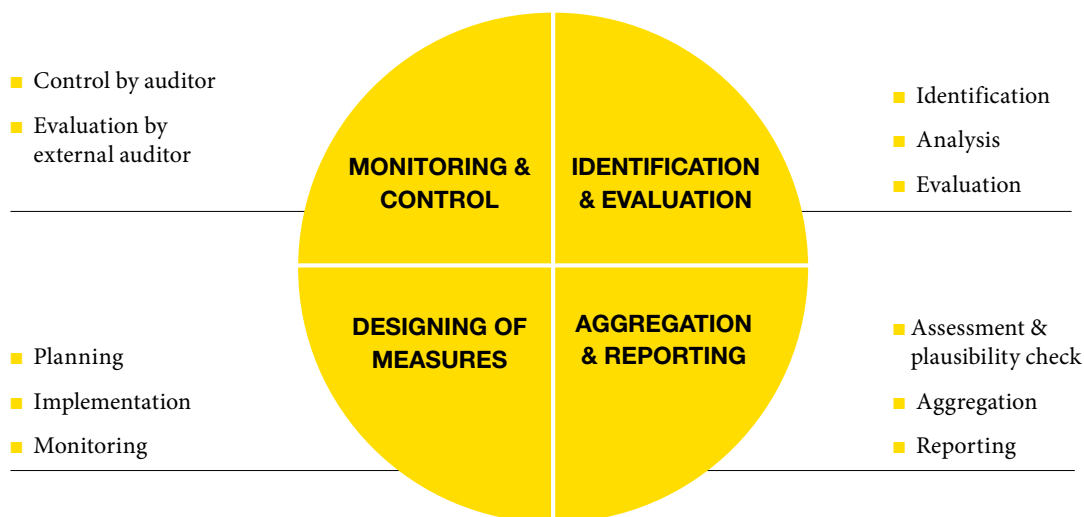 Control by auditor
Evaluation by
external auditor
MONITORING &
CONTROL
IDENTIFICATION
& EVALUATION
Identification
Analysis
Evaluation
Planning
Implementation
Monitoring
DESIGNING OF
MEASURES
AGGREGATION
& REPORTING
Assessment &
plausibility check
Aggregation
Reporting